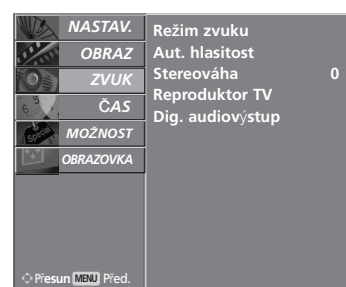 NASTAV.
OBRAZ
ZVUK
ČAS
MOŽNOST
OBRAZOVKA
Režim zvuku
Aut. hlasitost
Stereováha 0
Reproduktor TV
Dig. audiovýstup
Přesun MENU Před.